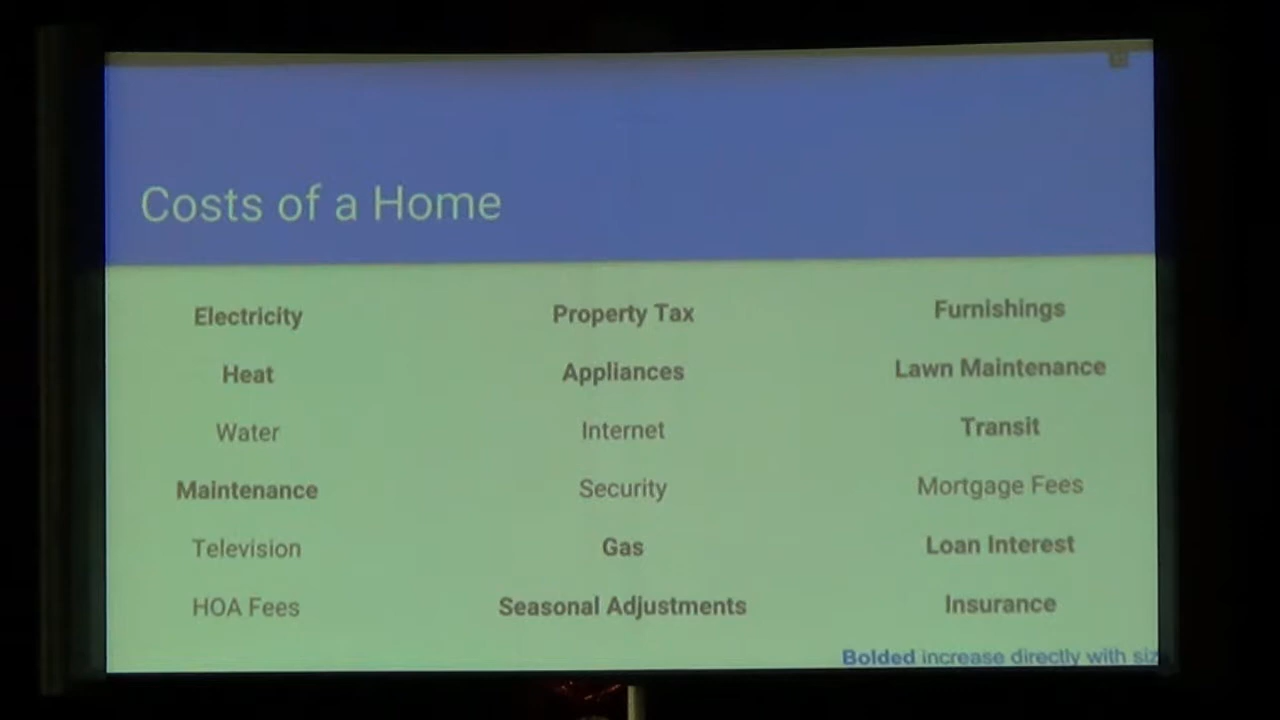 Costs of a Home
Electricity
Heat
Water
Maintenance
Television
HOA Fees
Property Tax
Appliances
Internet
Security
Gas
Seasonal Adjustments
Furnishings
Lawn Maintenance
Transit
Mortgage Fees
Loan Interest
Insurance
Bolded increase directly with